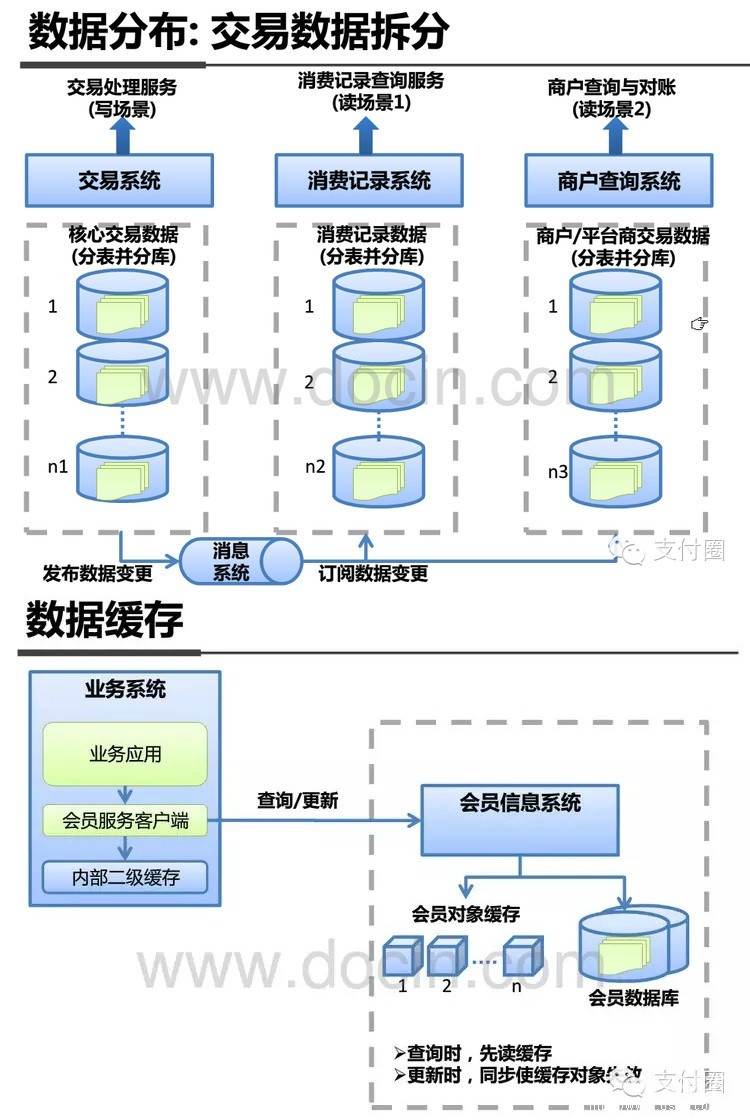 数据分布: 交易数据拆分
交易处理服务
(写场景)
消费记录查询服务
(读场景1)
商户查询与对账
(读场景2)
交易系统
消费记录系统
商户查询系统
核心交易数据
(分表并分库)
消费记录数据
(分表并分库)
商户/平台商交易数据
(分表并分库)
1
1
1
2
2
2
n1
n2
n3
www.docin.com
支付圈
消息
系统
发布数据变更
订阅数据变更
数据缓存
业务系统
业务应用
会员服务客户端
内部二级缓存
查询/更新
会员信息系统
会员对象缓存
1
2
n
会员数据库
www.docin.com
➢查询时，先读缓存
➢更新时，同步使缓存对象失效
支付圈